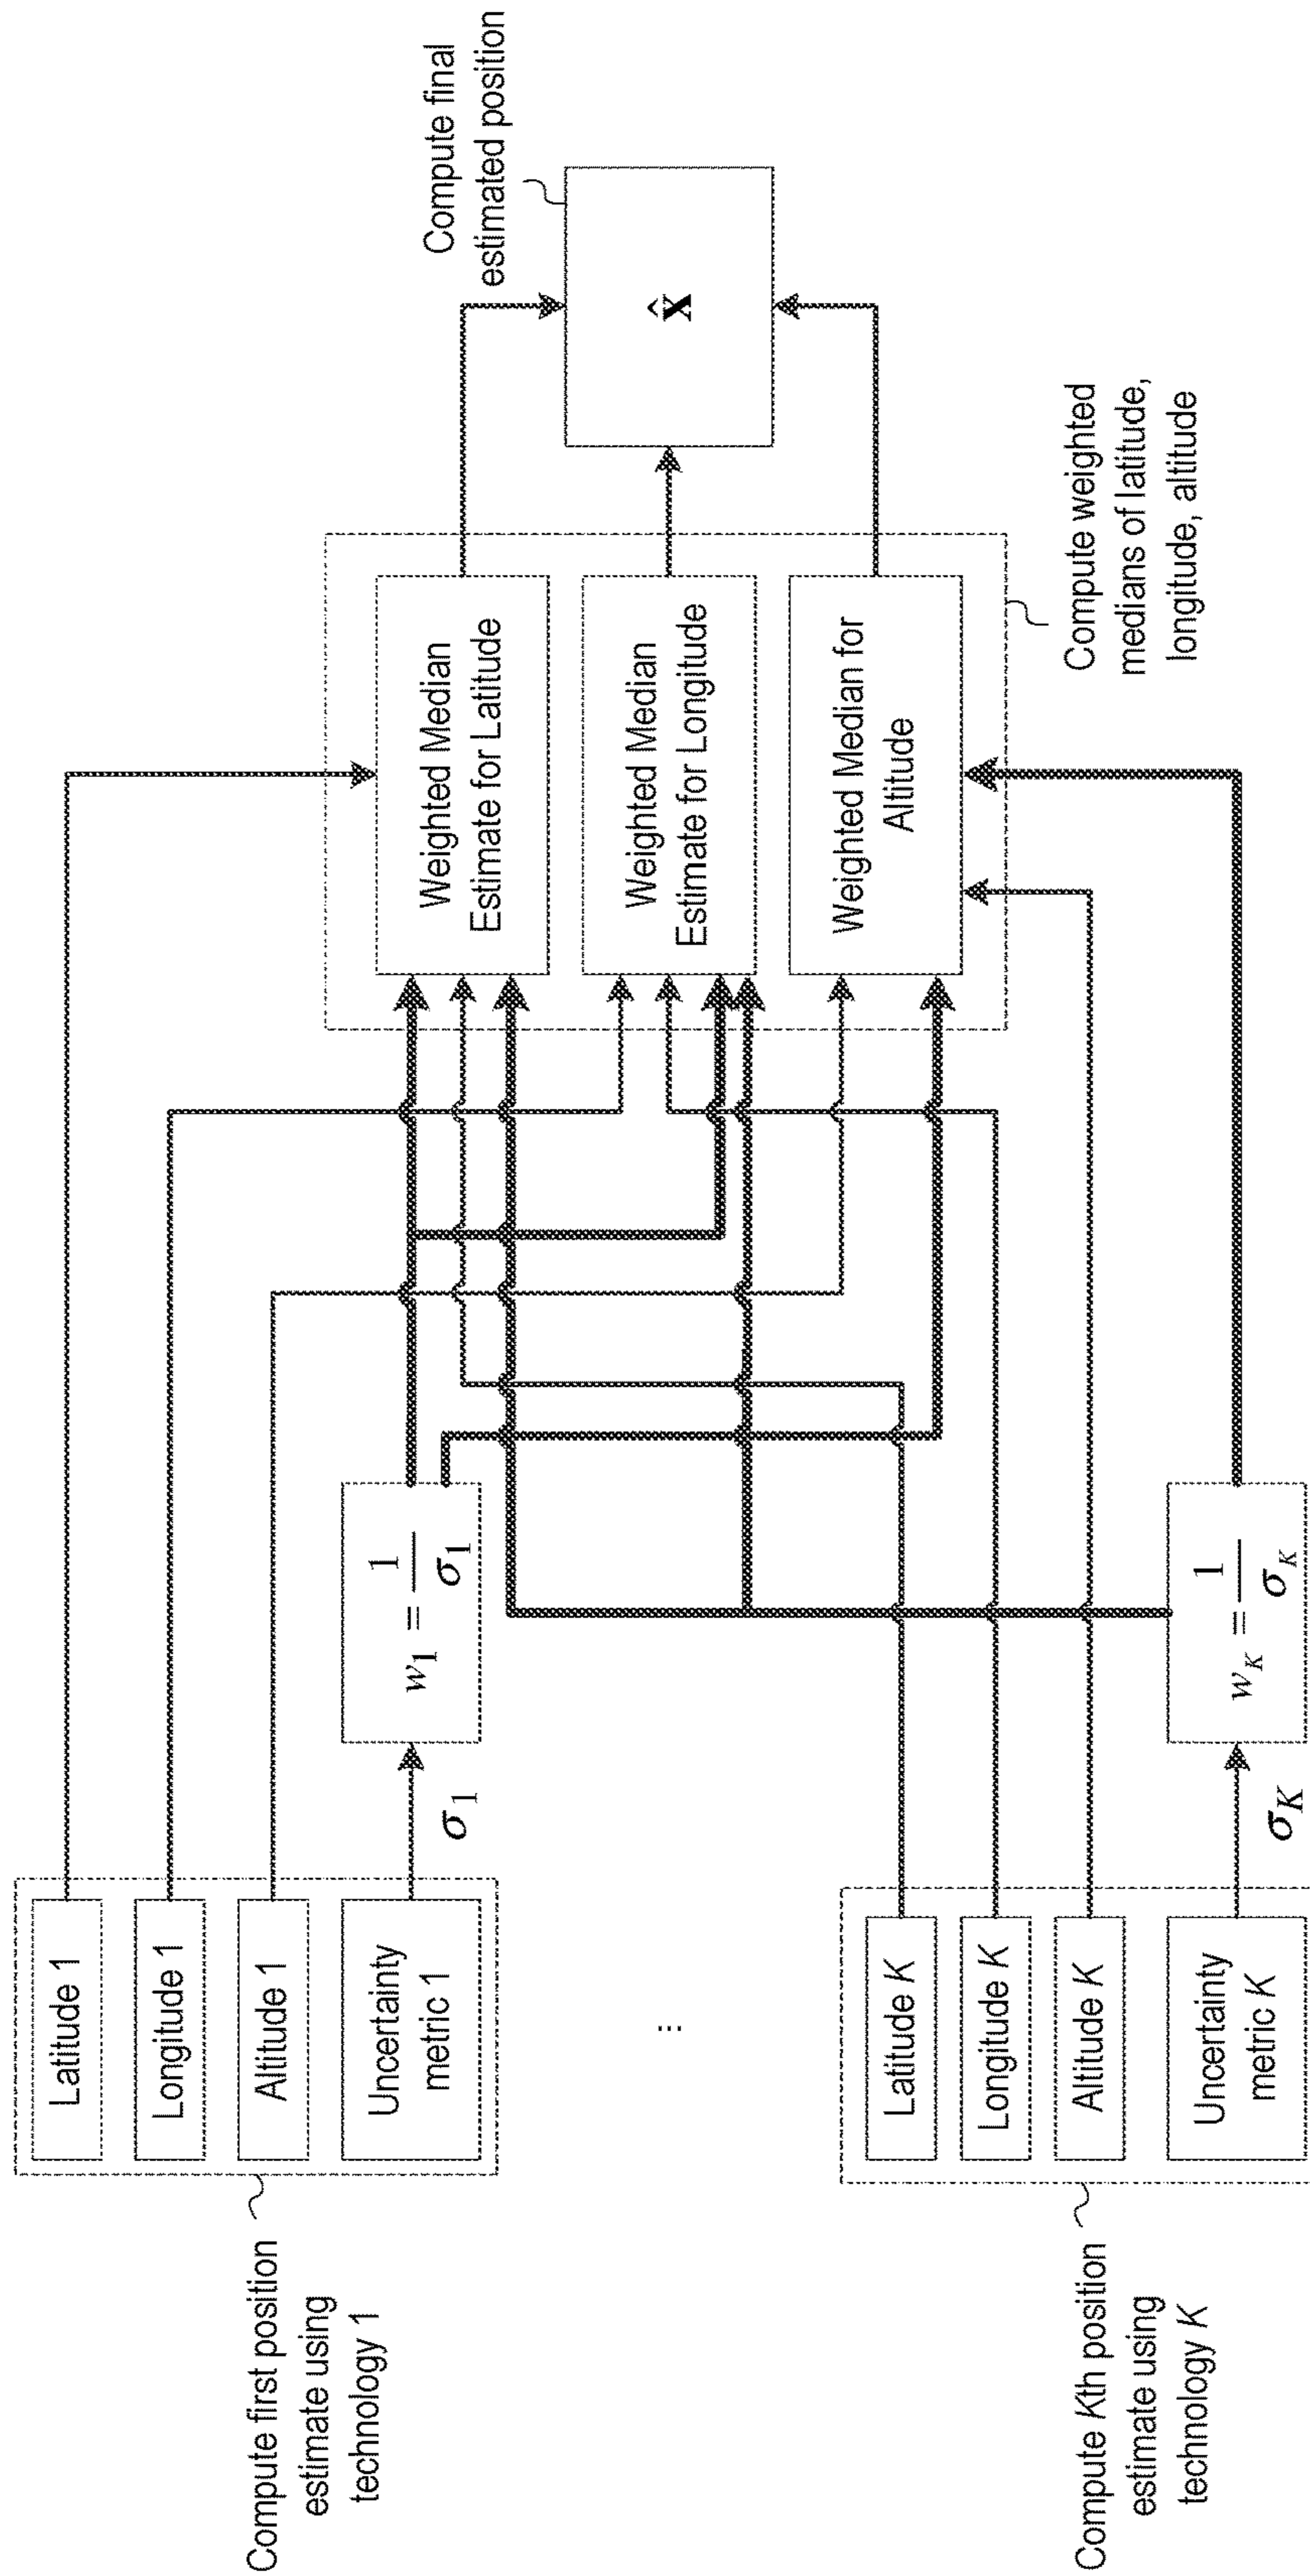 Compute first position
estimate using
technology 1
Latitude 1
Longitude 1
Altitude 1
Uncertainty
metric 1
σ1
w1 = 1/σ1
...
Compute Kth position
estimate using
technology K
Latitude K
Longitude K
Altitude K
Uncertainty
metric K
σK
wK = 1/σK
Weighted Median
Estimate for Latitude
Weighted Median
Estimate for Longitude
Weighted Median for
Altitude
Compute weighted
medians of latitude,
longitude, altitude
Compute final
estimated position
x̂